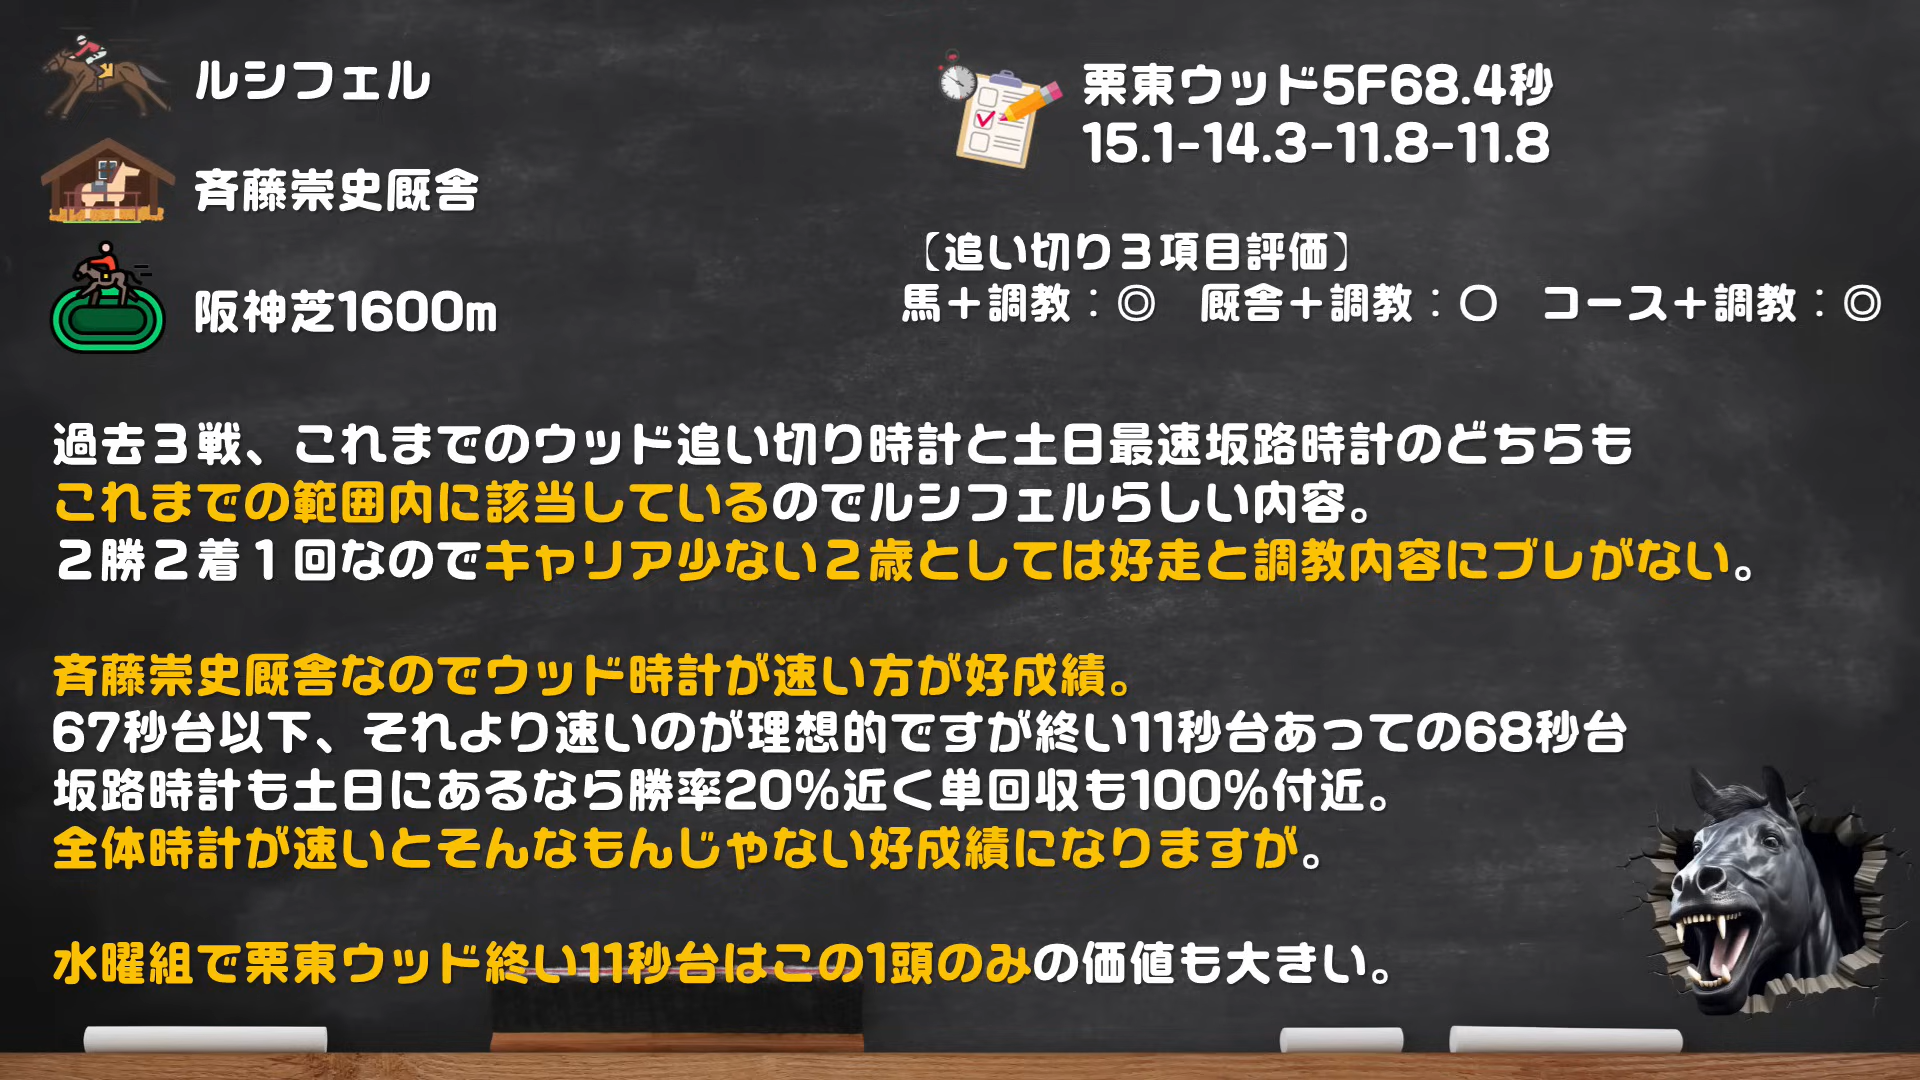 ルシフェル
斉藤崇史厩舎
阪神芝1600m
栗東ウッド5F68.4秒
15.1-14.3-11.8-11.8
【追い切り３項目評価】
馬＋調教：◎　厩舎＋調教：〇　コース＋調教：◎
過去３戦、これまでのウッド追い切り時計と土日最速坂路時計のどちらも
これまでの範囲内に該当しているのでルシフェルらしい内容。
２勝２着１回なのでキャリア少ない２歳としては好走と調教内容にブレがない。
斉藤崇史厩舎なのでウッド時計が速い方が好成績。
67秒台以下、それより速いのが理想的ですが終い11秒台あっての68秒台
坂路時計も土日にあるなら勝率20%近く単回収も100%付近。
全体時計が速いとそんなもんじゃない好成績になりますが。
水曜組で栗東ウッド終い11秒台はこの1頭のみの価値も大きい。